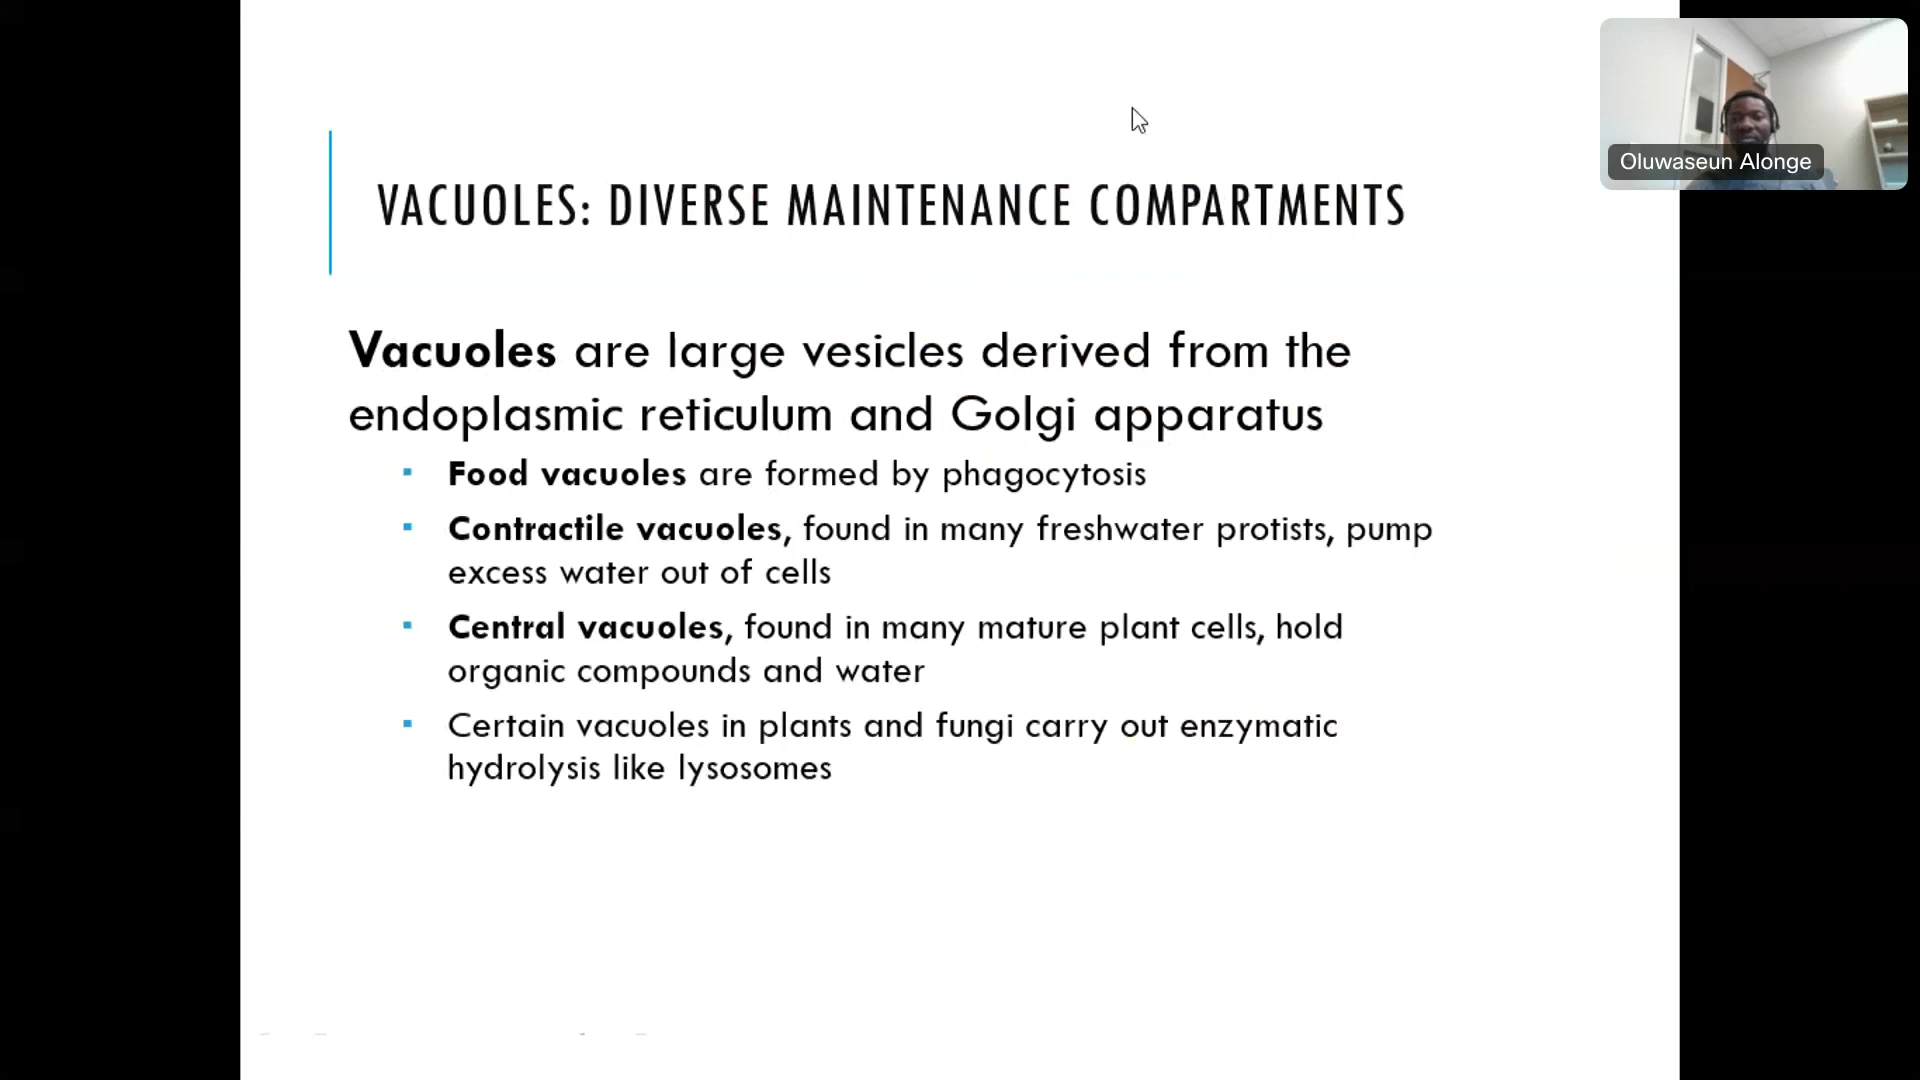 Oluwaseun Alonge
VACUOLES: DIVERSE MAINTENANCE COMPARTMENTS
Vacuoles are large vesicles derived from the
endoplasmic reticulum and Golgi apparatus
▪ Food vacuoles are formed by phagocytosis
▪ Contractile vacuoles, found in many freshwater protists, pump
excess water out of cells
▪ Central vacuoles, found in many mature plant cells, hold
organic compounds and water
▪ Certain vacuoles in plants and fungi carry out enzymatic
hydrolysis like lysosomes